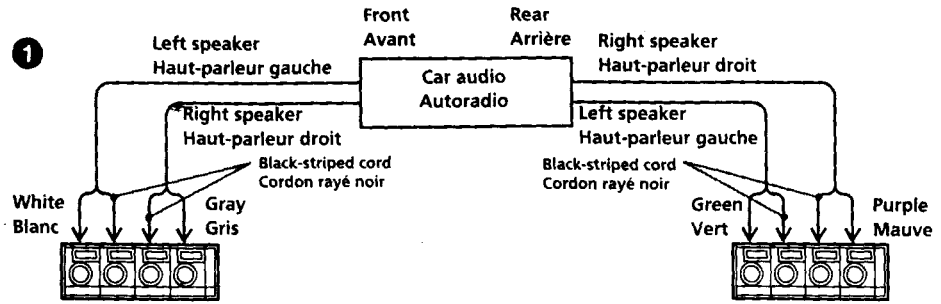 1
Front
Avant
Rear
Arrière
Left speaker
Haut-parleur gauche
Car audio
Autoradio
Right speaker
Haut-parleur droit
Right speaker
Haut-parleur droit
Left speaker
Haut-parleur gauche
Black-striped cord
Cordon rayé noir
Black-striped cord
Cordon rayé noir
White
Blanc
Gray
Gris
Green
Vert
Purple
Mauve